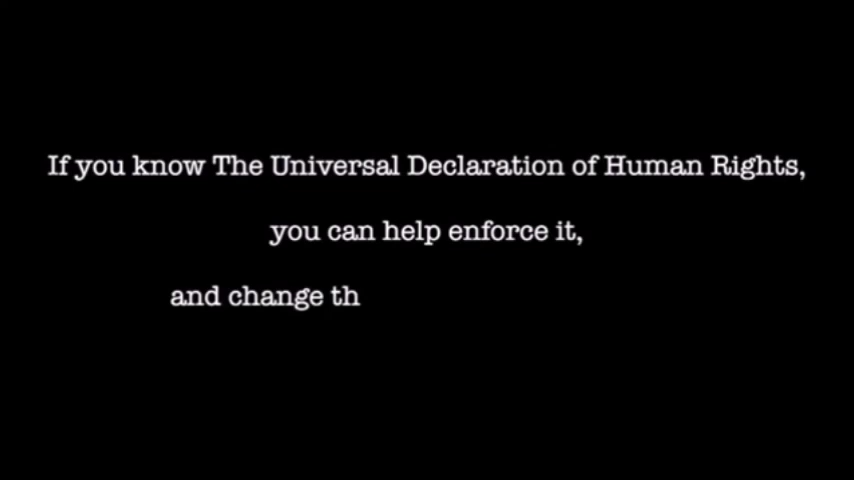 If you know The Universal Declaration of Human Rights,
you can help enforce it,
and change th